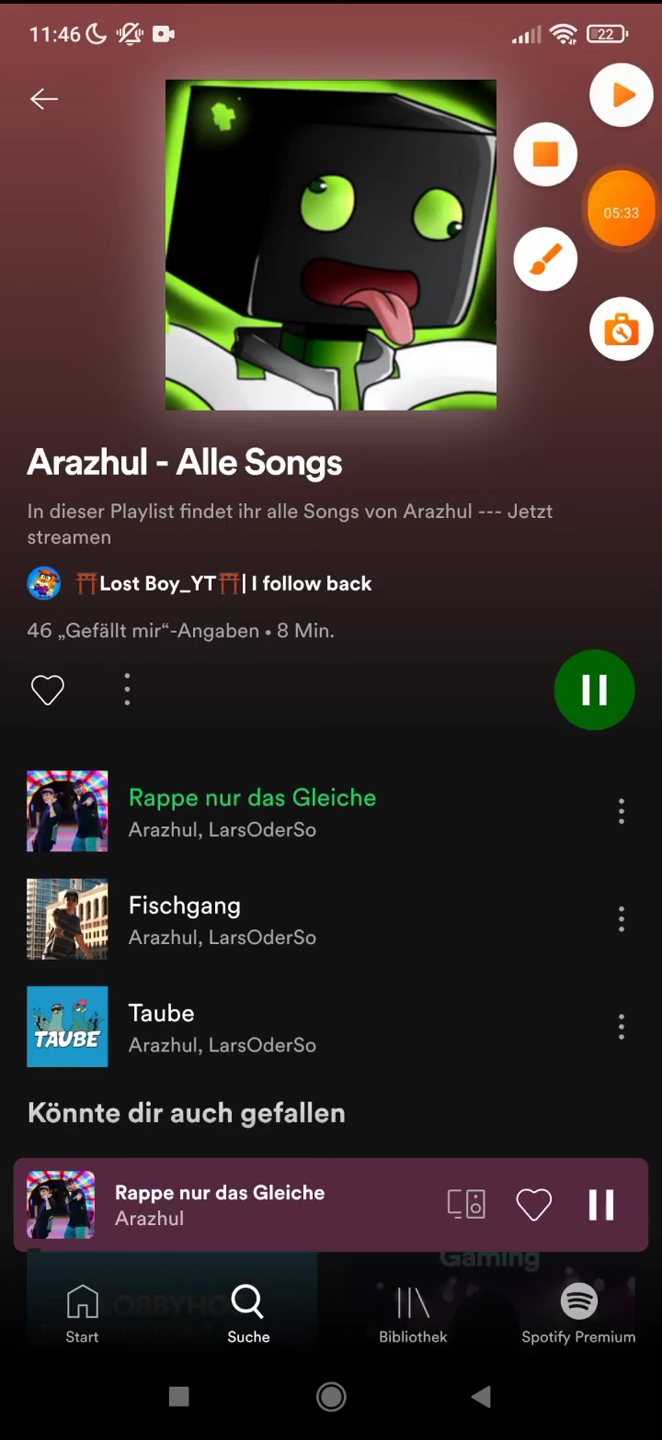 11:46
22
05:33
Arazhul - Alle Songs
In dieser Playlist findet ihr alle Songs von Arazhul --- Jetzt
streamen
⛩️Lost Boy_YT⛩️| I follow back
46 „Gefällt mir“-Angaben • 8 Min.
Rappe nur das Gleiche
Arazhul, LarsOderSo
Fischgang
Arazhul, LarsOderSo
TAUBE
Taube
Arazhul, LarsOderSo
Könnte dir auch gefallen
Rappe nur das Gleiche
Arazhul
Gaming
Start
Suche
Bibliothek
Spotify Premium